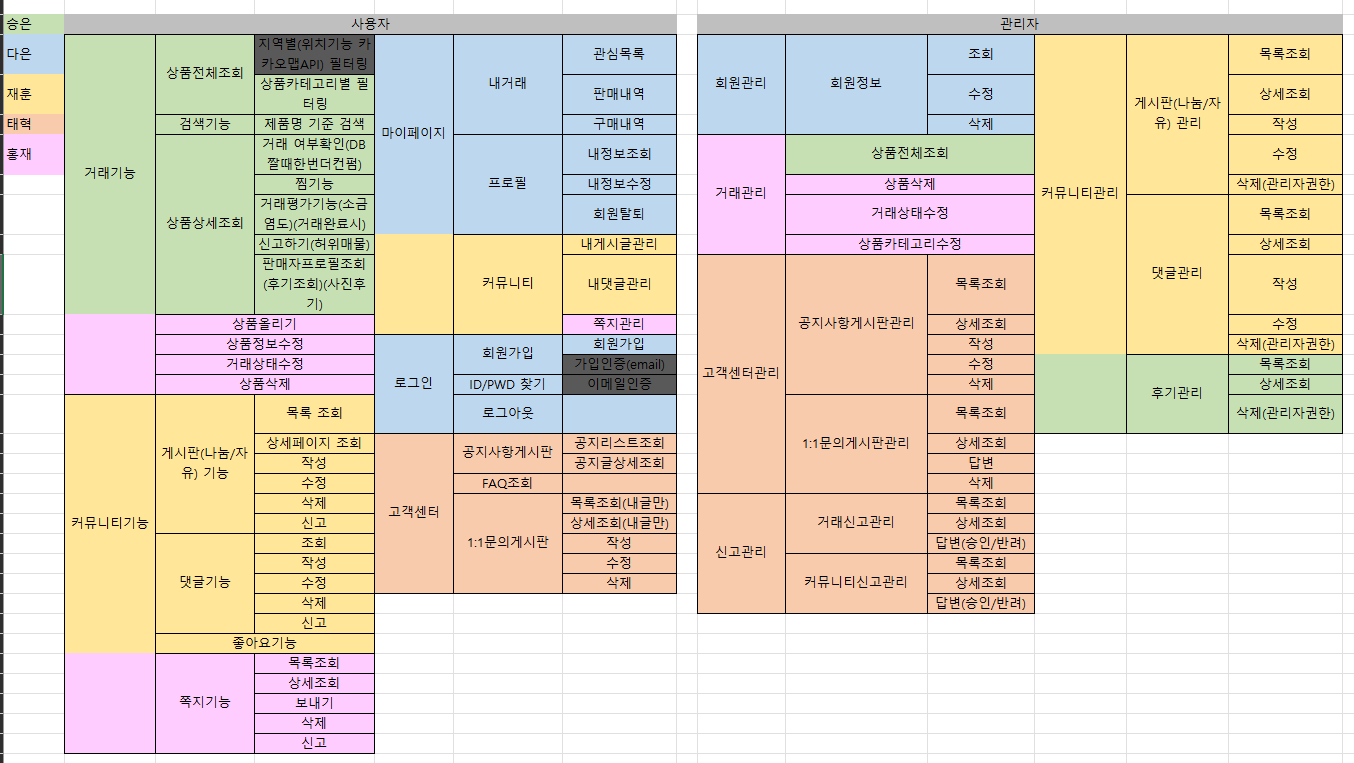 승은
다은
재훈
태혁
홍재
사용자
거래기능
상품전체조회
지역별(위치기능 카
카오맵API) 필터링
상품카테고리별 필
터링
검색기능
제품명 기준 검색
상품상세조회
거래 여부확인(DB
짤때한번더컨펌)
찜기능
거래평가기능(소금
염도)(거래완료시)
신고하기(허위매물)
판매자프로필조회
(후기조회)(사진후
기)
상품올리기
상품정보수정
거래상태수정
상품삭제
커뮤니티기능
게시판(나눔/자
유) 기능
목록 조회
상세페이지 조회
작성
수정
삭제
신고
댓글기능
조회
작성
수정
삭제
신고
좋아요기능
쪽지기능
목록조회
상세조회
보내기
삭제
신고
마이페이지
내거래
관심목록
판매내역
구매내역
프로필
내정보조회
내정보수정
회원탈퇴
커뮤니티
내게시글관리
내댓글관리
쪽지관리
로그인
회원가입
회원가입
가입인증(email)
ID/PWD 찾기
이메일인증
로그아웃
고객센터
공지사항게시판
공지리스트조회
공지글상세조회
FAQ조회
1:1문의게시판
목록조회(내글만)
상세조회(내글만)
작성
수정
삭제
관리자
회원관리
회원정보
조회
수정
삭제
거래관리
상품전체조회
상품삭제
거래상태수정
상품카테고리수정
고객센터관리
공지사항게시판관리
목록조회
상세조회
작성
수정
삭제
1:1문의게시판관리
목록조회
상세조회
답변
삭제
신고관리
거래신고관리
목록조회
상세조회
답변(승인/반려)
커뮤니티신고관리
목록조회
상세조회
답변(승인/반려)
커뮤니티관리
게시판(나눔/자
유) 관리
목록조회
상세조회
작성
수정
삭제(관리자권한)
댓글관리
목록조회
상세조회
작성
수정
삭제(관리자권한)
후기관리
목록조회
상세조회
삭제(관리자권한)